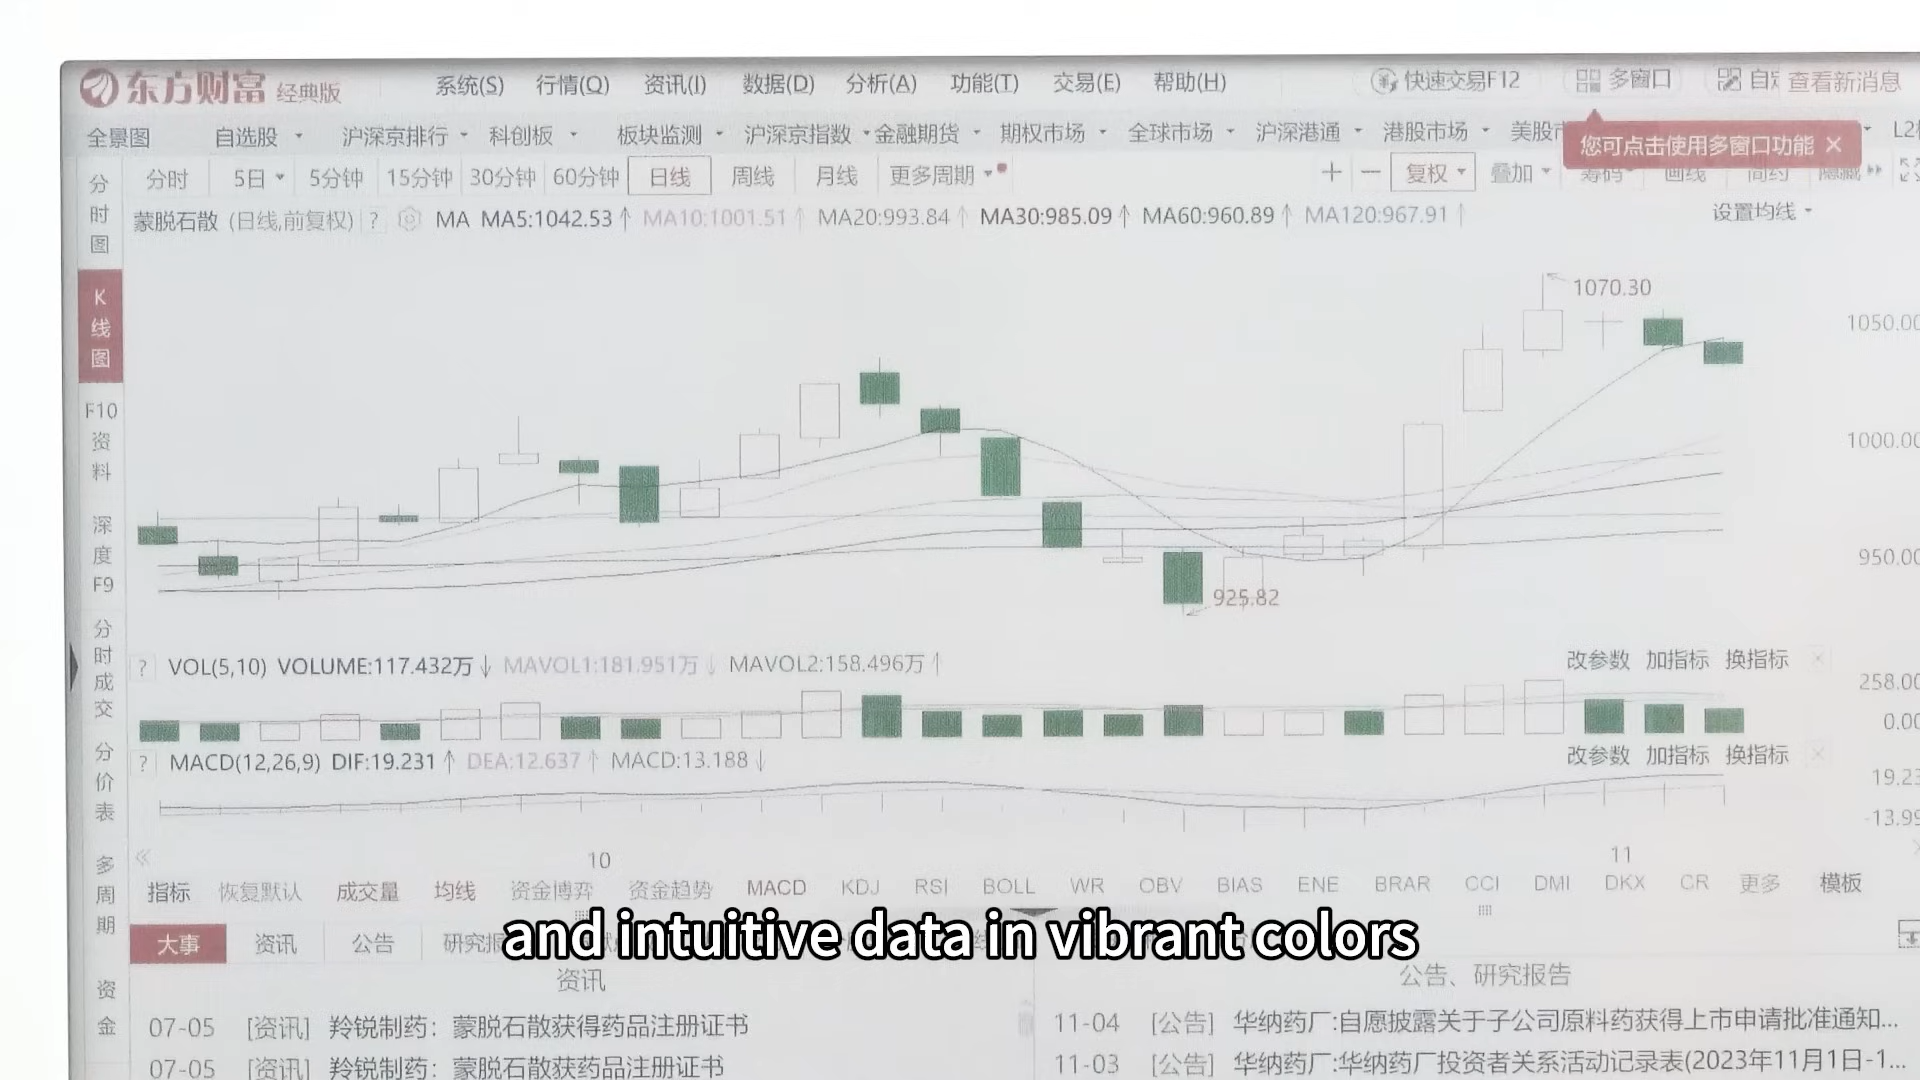 东方财富 经典版 系统(S) 行情(Q) 资讯(I) 数据(D) 分析(A) 功能(T) 交易(E) 帮助(H) 快速交易F12 多窗口 查看新消息
全景图 自选股 沪深京排行 科创板 板块监测 沪深京指数 金融期货 期权市场 全球市场 沪深港通 港股市场
您可点击使用多窗口功能 ×
分时 5日 5分钟 15分钟 30分钟 60分钟 日线 周线 月线 更多周期 + − 复权 叠加 画线
蒙脱石散 (日线,前复权) ? MA MA5:1042.53↑ MA10:1001.51↑ MA20:993.84↑ MA30:985.09↑ MA60:960.89↑ MA120:967.91↑ 设置均线
分时图
K线图
F10资料
深度F9
分时成交
分价表
多周期
资金
1070.30
925.82
1050.00
1000.00
950.00
? VOL(5,10) VOLUME:117.432万↓ MAVOL1:181.951万↓ MAVOL2:158.496万↑ 改参数 加指标 换指标 ×
258.00
0.00
? MACD(12,26,9) DIF:19.231↑ DEA:12.637↑ MACD:13.188↓ 改参数 加指标 换指标 ×
19.23
-13.99
10 11
指标 恢复默认 成交量 均线 资金博弈 资金趋势 MACD KDJ RSI BOLL WR OBV BIAS ENE BRAR CCI DMI DKX CR 更多 模板
大事 资讯 公告
and intuitive data in vibrant colors
资讯 公告、研究报告
07-05 [资讯] 羚锐制药：蒙脱石散获得药品注册证书
11-04 [公告] 华纳药厂:自愿披露关于子公司原料药获得上市申请批准通知...
07-05 [资讯] 羚锐制药：蒙脱石散获药品注册证书
11-03 [公告] 华纳药厂:华纳药厂投资者关系活动记录表(2023年11月1日-1...